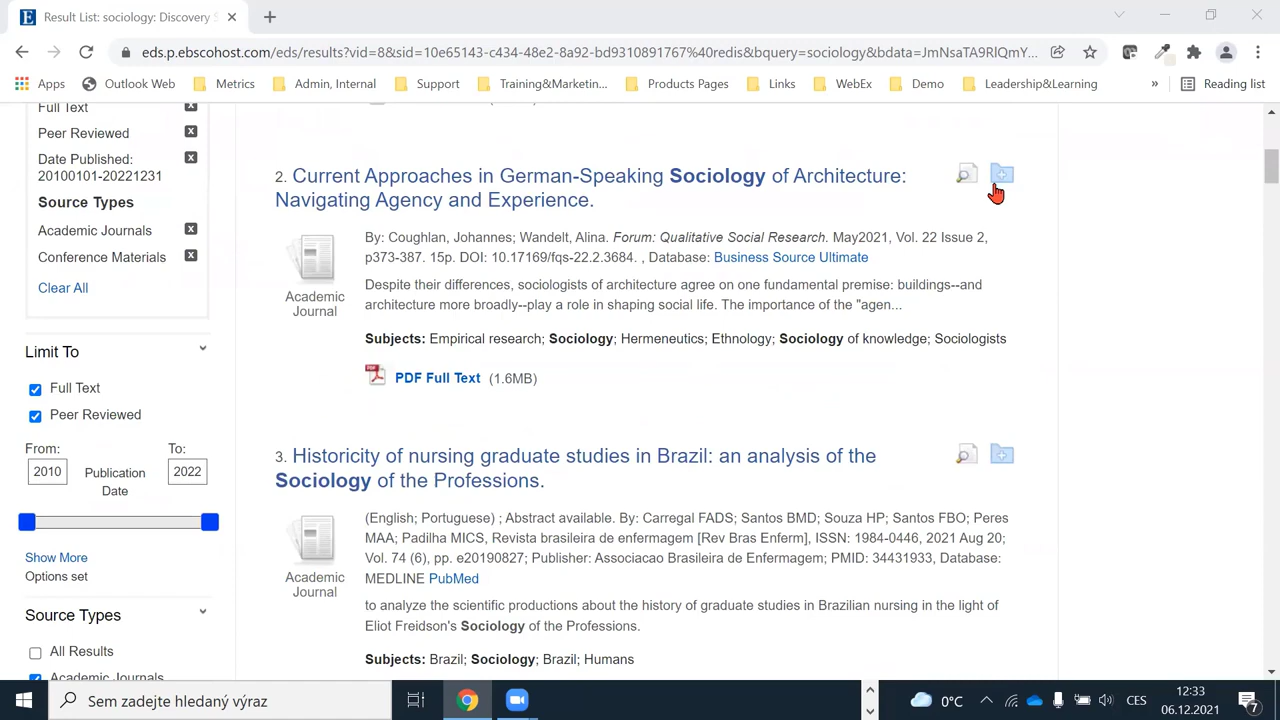 Result List: sociology: Discovery S
eds.p.ebscohost.com/eds/results?vid=8&sid=10e65143-c434-48e2-8a92-bd9310891767%40redis&bquery=sociology&bdata=JmNsaTA9RlQmY...
Apps
Outlook Web
Metrics
Admin, Internal
Support
Training&Marketin...
Products Pages
Links
WebEx
Demo
Leadership&Learning
»
Reading list
Full Text
Peer Reviewed
Date Published:
20100101-20221231
Source Types
Academic Journals
Conference Materials
Clear All
Limit To
Full Text
Peer Reviewed
From:
To:
2010
Publication
Date
2022
Show More
Options set
Source Types
All Results
Academic Journals
2. Current Approaches in German-Speaking Sociology of Architecture:
Navigating Agency and Experience.
Academic
Journal
By: Coughlan, Johannes; Wandelt, Alina. Forum: Qualitative Social Research. May2021, Vol. 22 Issue 2,
p373-387. 15p. DOI: 10.17169/fqs-22.2.3684. , Database: Business Source Ultimate
Despite their differences, sociologists of architecture agree on one fundamental premise: buildings--and
architecture more broadly--play a role in shaping social life. The importance of the "agen...
Subjects: Empirical research; Sociology; Hermeneutics; Ethnology; Sociology of knowledge; Sociologists
PDF Full Text (1.6MB)
3. Historicity of nursing graduate studies in Brazil: an analysis of the
Sociology of the Professions.
Academic
Journal
(English; Portuguese) ; Abstract available. By: Carregal FADS; Santos BMD; Souza HP; Santos FBO; Peres
MAA; Padilha MICS, Revista brasileira de enfermagem [Rev Bras Enferm], ISSN: 1984-0446, 2021 Aug 20;
Vol. 74 (6), pp. e20190827; Publisher: Associacao Brasileira de Enfermagem; PMID: 34431933, Database:
MEDLINE PubMed
to analyze the scientific productions about the history of graduate studies in Brazilian nursing in the light of
Eliot Freidson's Sociology of the Professions.
Subjects: Brazil; Sociology; Brazil; Humans
Sem zadejte hledaný výraz
0°C
CES
12:33
06.12.2021
7